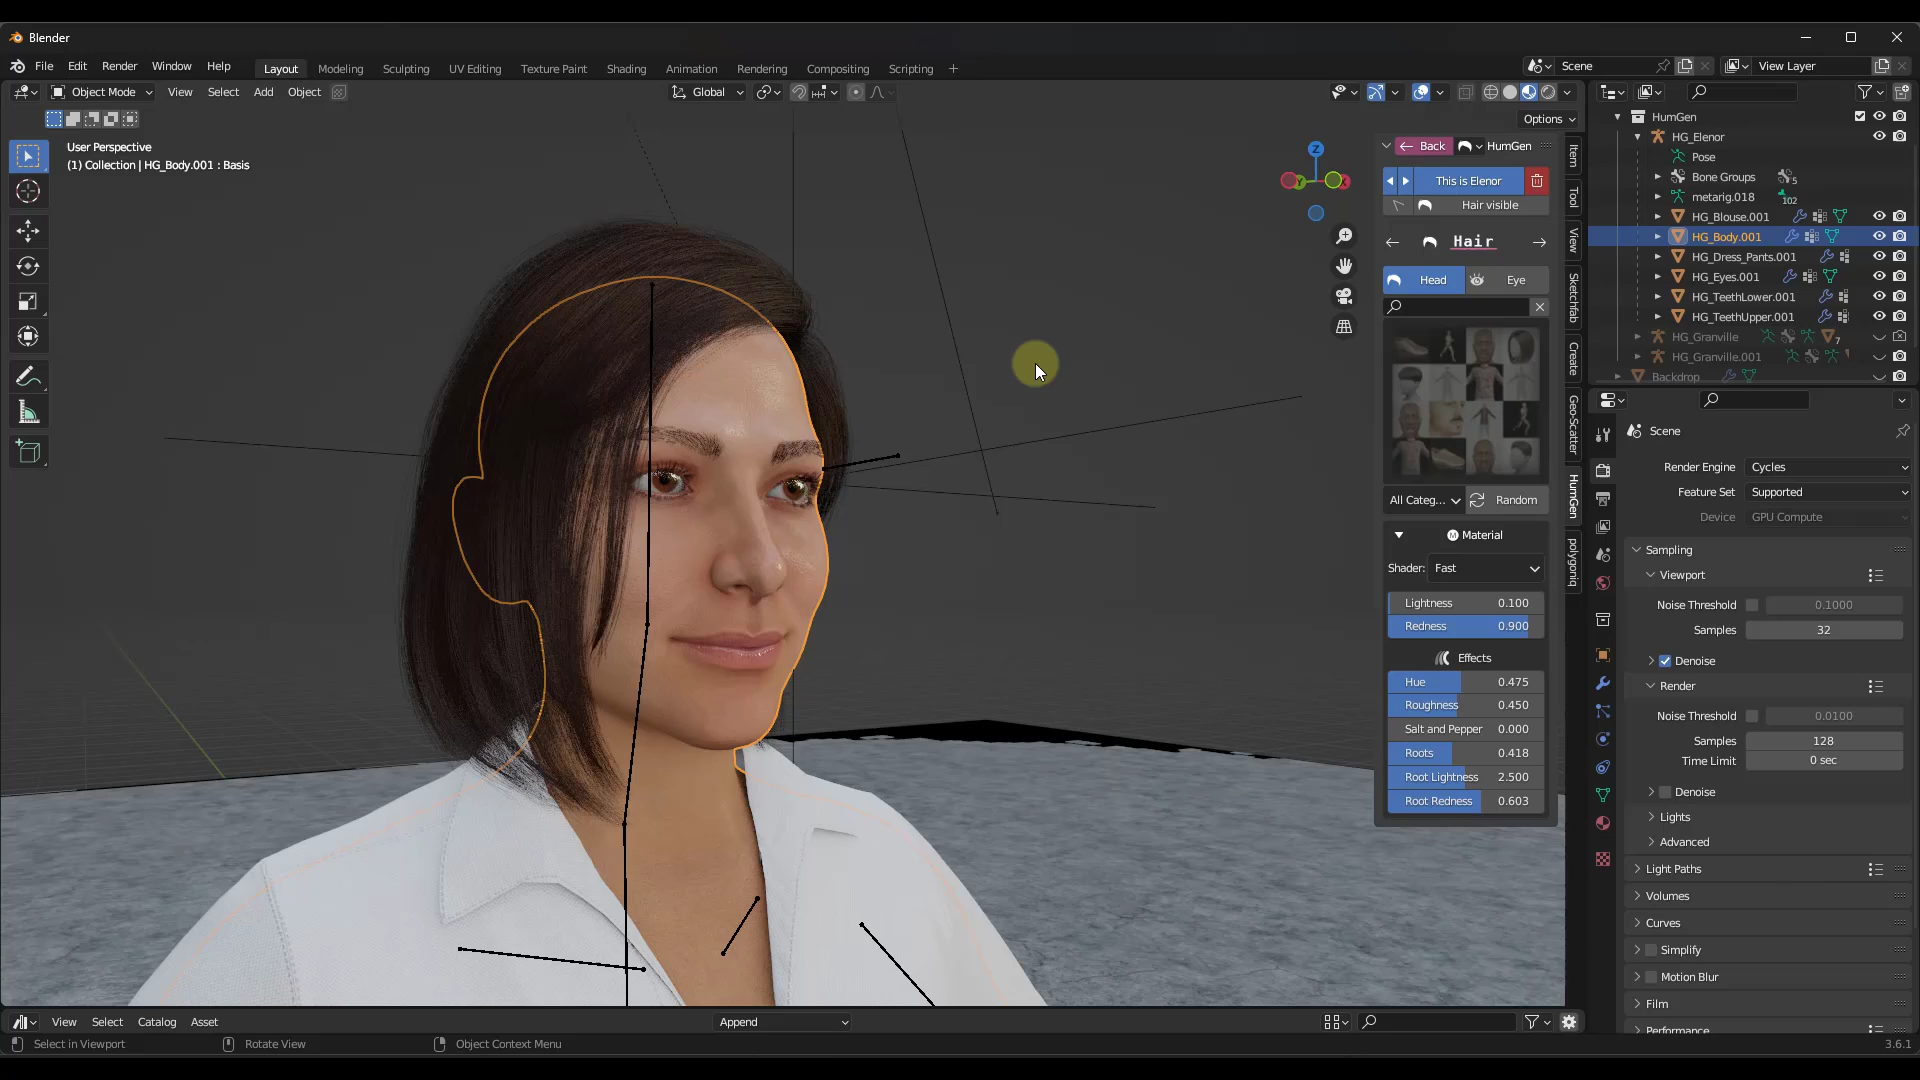 Blender
File Edit Render Window Help
Layout Modeling Sculpting UV Editing Texture Paint Shading Animation Rendering Compositing Scripting +
Scene View Layer
Object Mode View Select Add Object Global
Options
User Perspective
(1) Collection | HG_Body.001 : Basis
Z
Y
X
Back HumGen
This is Elenor
Hair visible
Hair
Head Eye
All Categ... Random
Material
Shader: Fast
Lightness 0.100
Redness 0.900
Effects
Hue 0.475
Roughness 0.450
Salt and Pepper 0.000
Roots 0.418
Root Lightness 2.500
Root Redness 0.603
Item
Tool
View
Sketchfab
Create
Geo-Scatter
HumGen
polygoniq
HumGen
HG_Elenor
Pose
Bone Groups 5
metarig.018 102
HG_Blouse.001
HG_Body.001
HG_Dress_Pants.001
HG_Eyes.001
HG_TeethLower.001
HG_TeethUpper.001
HG_Granville 7
HG_Granville.001
Backdrop
Scene
Render Engine Cycles
Feature Set Supported
Device GPU Compute
Sampling
Viewport
Noise Threshold 0.1000
Samples 32
Denoise
Render
Noise Threshold 0.0100
Samples 128
Time Limit 0 sec
Denoise
Lights
Advanced
Light Paths
Volumes
Curves
Simplify
Motion Blur
Film
Performance
View Select Catalog Asset Append
Select in Viewport Rotate View Object Context Menu 3.6.1